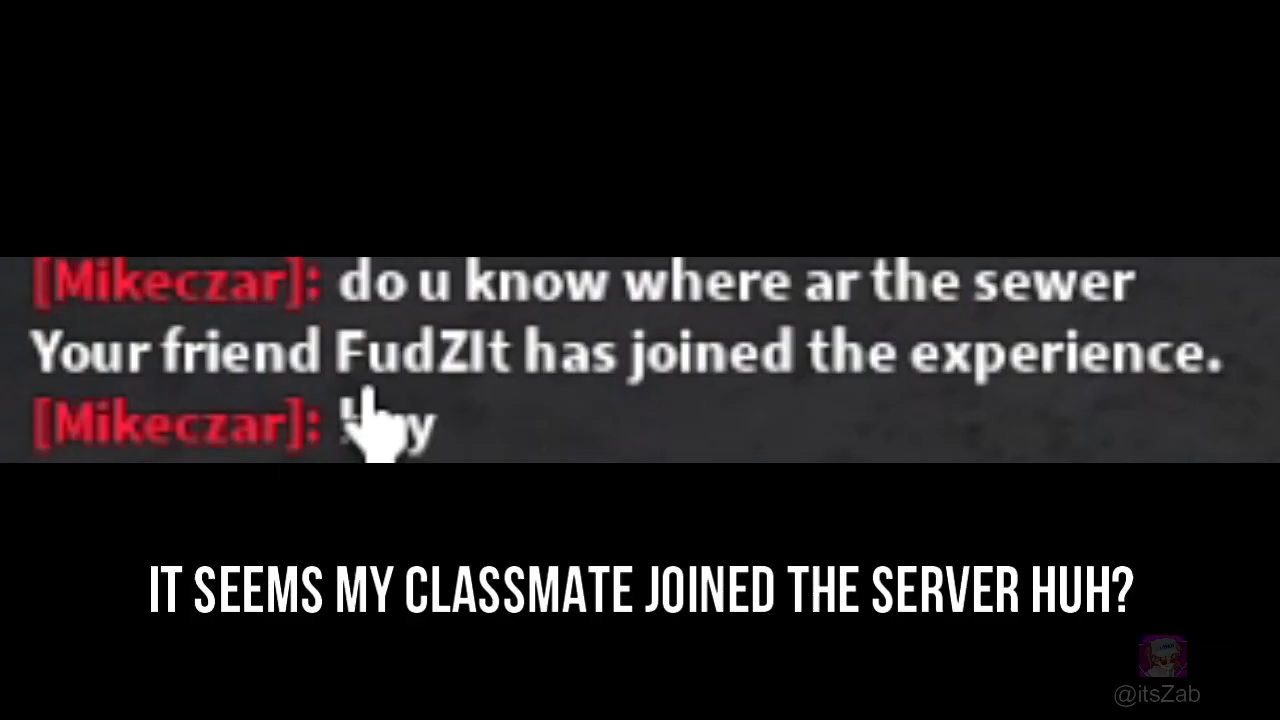 [Mikeczar]: do u know where ar the sewer
Your friend FudZIt has joined the experience.
[Mikeczar]:
IT SEEMS MY CLASSMATE JOINED THE SERVER HUH?
@itsZab